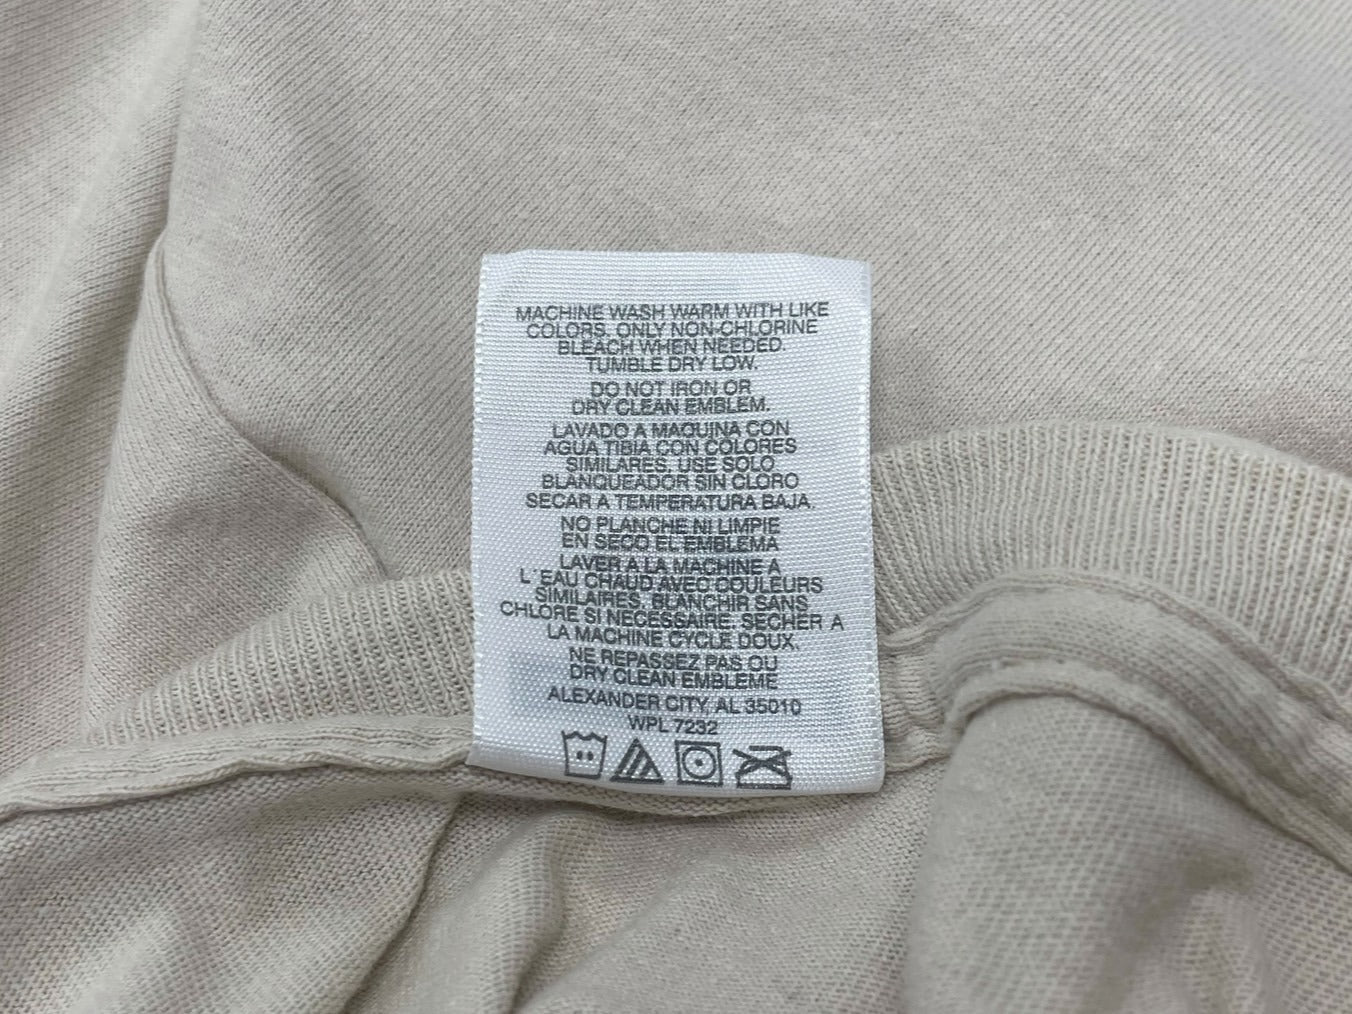 MACHINE WASH WARM WITH LIKE
COLORS. ONLY NON-CHLORINE
BLEACH WHEN NEEDED.
TUMBLE DRY LOW.
DO NOT IRON OR
DRY CLEAN EMBLEM.
LAVADO A MAQUINA CON
AGUA TIBIA CON COLORES
SIMILARES, USE SOLO
BLANQUEADOR SIN CLORO
SECAR A TEMPERATURA BAJA.
NO PLANCHE NI LIMPIE
EN SECO EL EMBLEMA
LAVER A LA MACHINE A
L'EAU CHAUD AVEC COULEURS
SIMILAIRES, BLANCHIR SANS
CHLORE SI NECESSAIRE, SECHER A
LA MACHINE CYCLE DOUX.
NE REPASSEZ PAS OU
DRY CLEAN EMBLEME
ALEXANDER CITY, AL 35010
WPL 7232